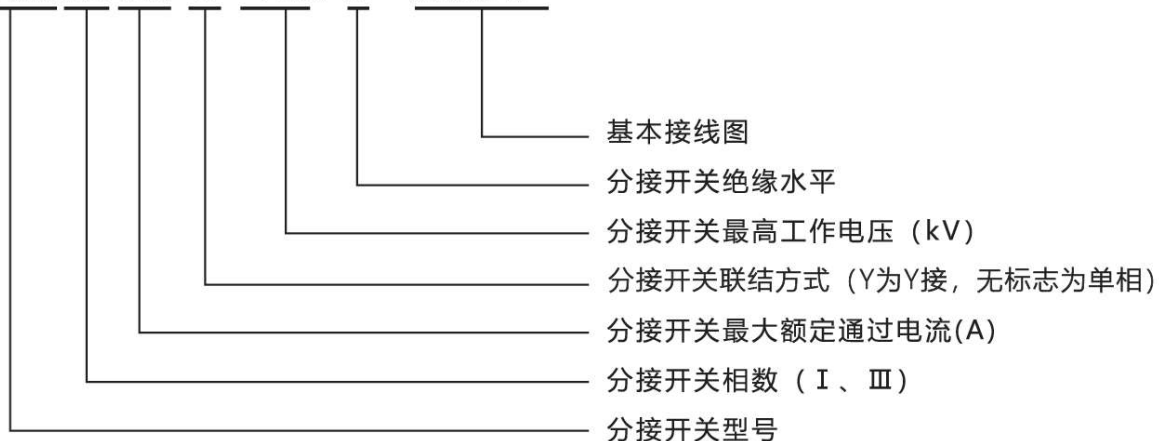 基本接线图
分接开关绝缘水平
分接开关最高工作电压（kV）
分接开关联结方式（Y为Y接，无标志为单相）
分接开关最大额定通过电流(A)
分接开关相数（Ⅰ、Ⅲ）
分接开关型号